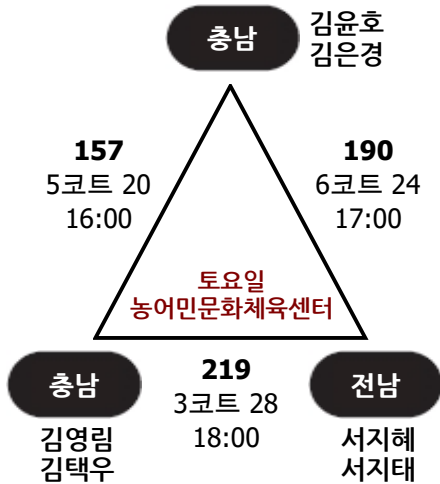 충남
김윤호
김은경
157
5코트 20
16:00
190
6코트 24
17:00
토요일
농어민문화체육센터
충남
김영림
김택우
219
3코트 28
18:00
전남
서지혜
서지태